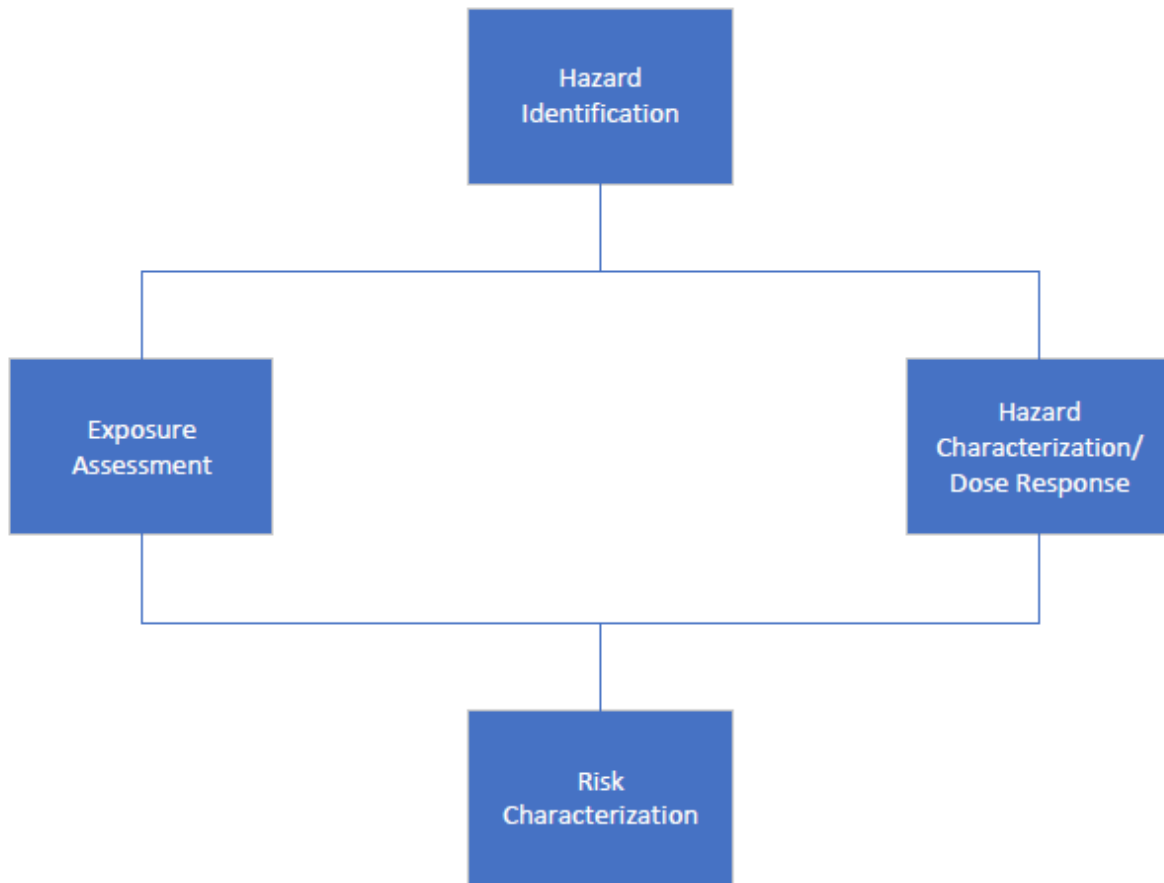 Hazard
Identification
Exposure
Assessment
Hazard
Characterization/
Dose Response
Risk
Characterization